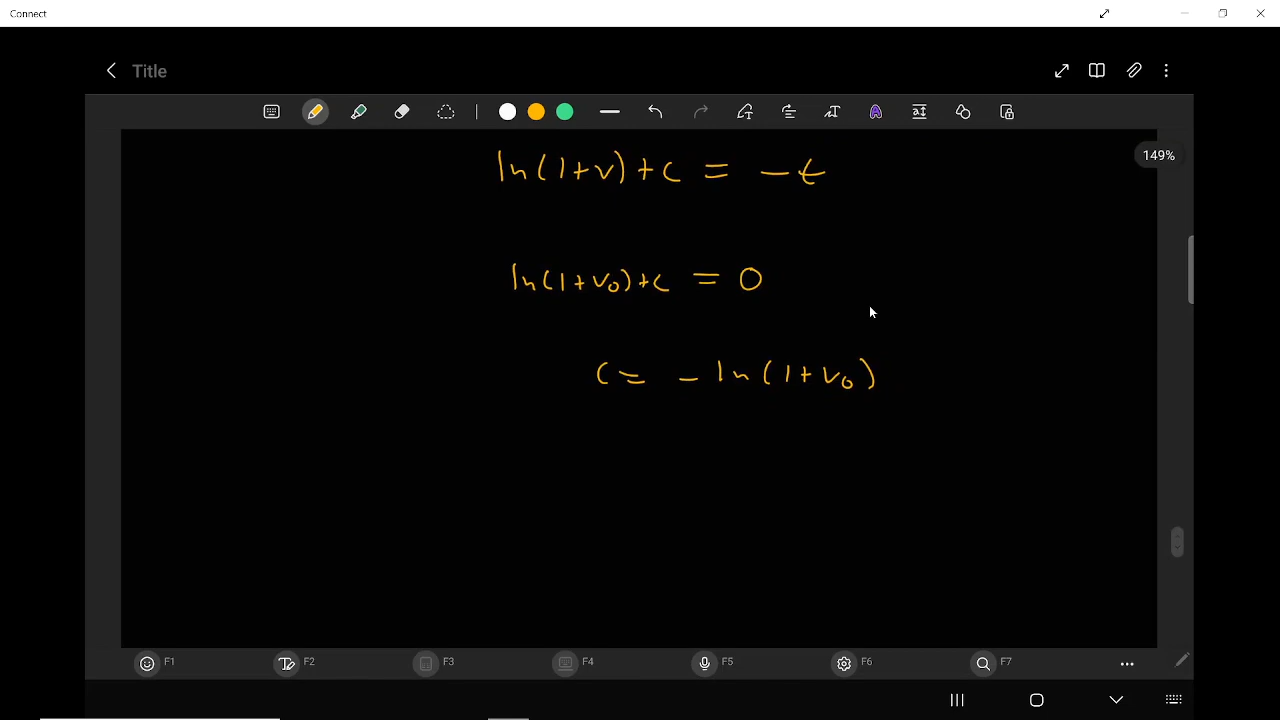 Connect
Title
149%
ln(1+v)+c = -t
ln(1+v₀)+c = 0
c = -ln(1+v₀)
F1 F2 F3 F4 F5 F6 F7